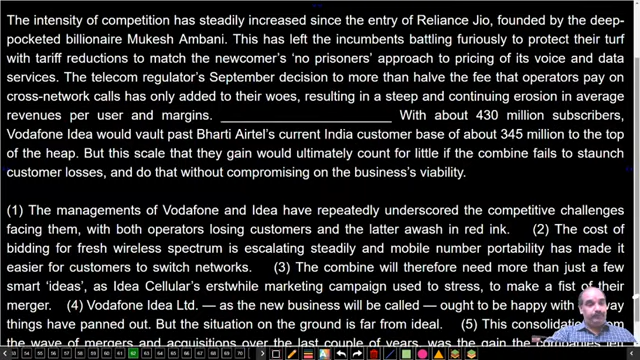 The intensity of competition has steadily increased since the entry of Reliance Jio, founded by the deep-
pocketed billionaire Mukesh Ambani. This has left the incumbents battling furiously to protect their turf
with tariff reductions to match the newcomer's 'no prisoners' approach to pricing of its voice and data
services. The telecom regulator's September decision to more than halve the fee that operators pay on
cross-network calls has only added to their woes, resulting in a steep and continuing erosion in average
revenues per user and margins. ______________________________ With about 430 million subscribers,
Vodafone Idea would vault past Bharti Airtel's current India customer base of about 345 million to the top
of the heap. But this scale that they gain would ultimately count for little if the combine fails to staunch
customer losses, and do that without compromising on the business's viability.
(1) The managements of Vodafone and Idea have repeatedly underscored the competitive challenges
facing them, with both operators losing customers and the latter awash in red ink. (2) The cost of
bidding for fresh wireless spectrum is escalating steadily and mobile number portability has made it
easier for customers to switch networks. (3) The combine will therefore need more than just a few
smart 'ideas', as Idea Cellular's erstwhile marketing campaign used to stress, to make a fist of their
merger. (4) Vodafone Idea Ltd. — as the new business will be called — ought to be happy with way
things have panned out. But the situation on the ground is far from ideal. (5) This consolidation from
the wave of mergers and acquisitions over the last couple of years, was the gain the